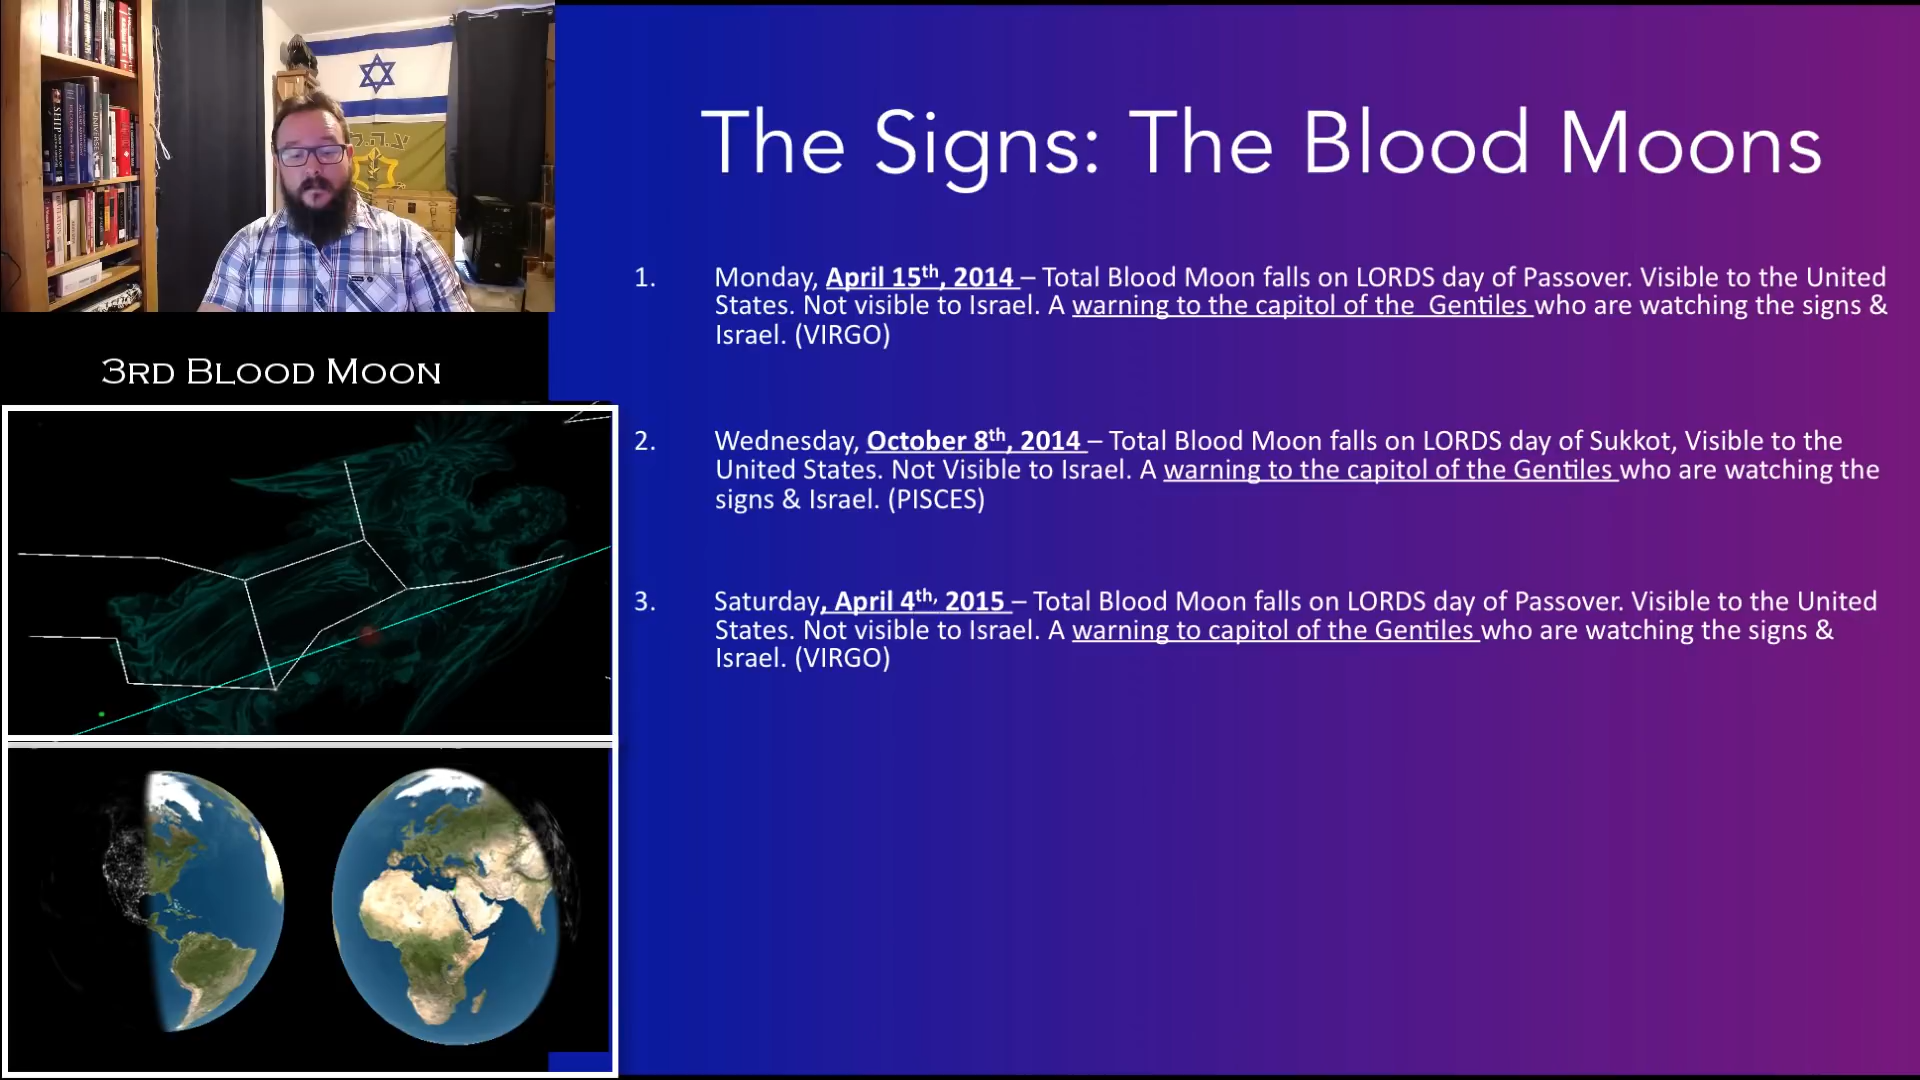 The Signs: The Blood Moons
צ.ה.ל
SHIP
UNIVERSE
3RD BLOOD MOON
1. Monday, April 15th, 2014 – Total Blood Moon falls on LORDS day of Passover. Visible to the United
States. Not visible to Israel. A warning to the capitol of the Gentiles who are watching the signs &
Israel. (VIRGO)
2. Wednesday, October 8th, 2014 – Total Blood Moon falls on LORDS day of Sukkot, Visible to the
United States. Not Visible to Israel. A warning to the capitol of the Gentiles who are watching the
signs & Israel. (PISCES)
3. Saturday, April 4th, 2015 – Total Blood Moon falls on LORDS day of Passover. Visible to the United
States. Not visible to Israel. A warning to capitol of the Gentiles who are watching the signs &
Israel. (VIRGO)